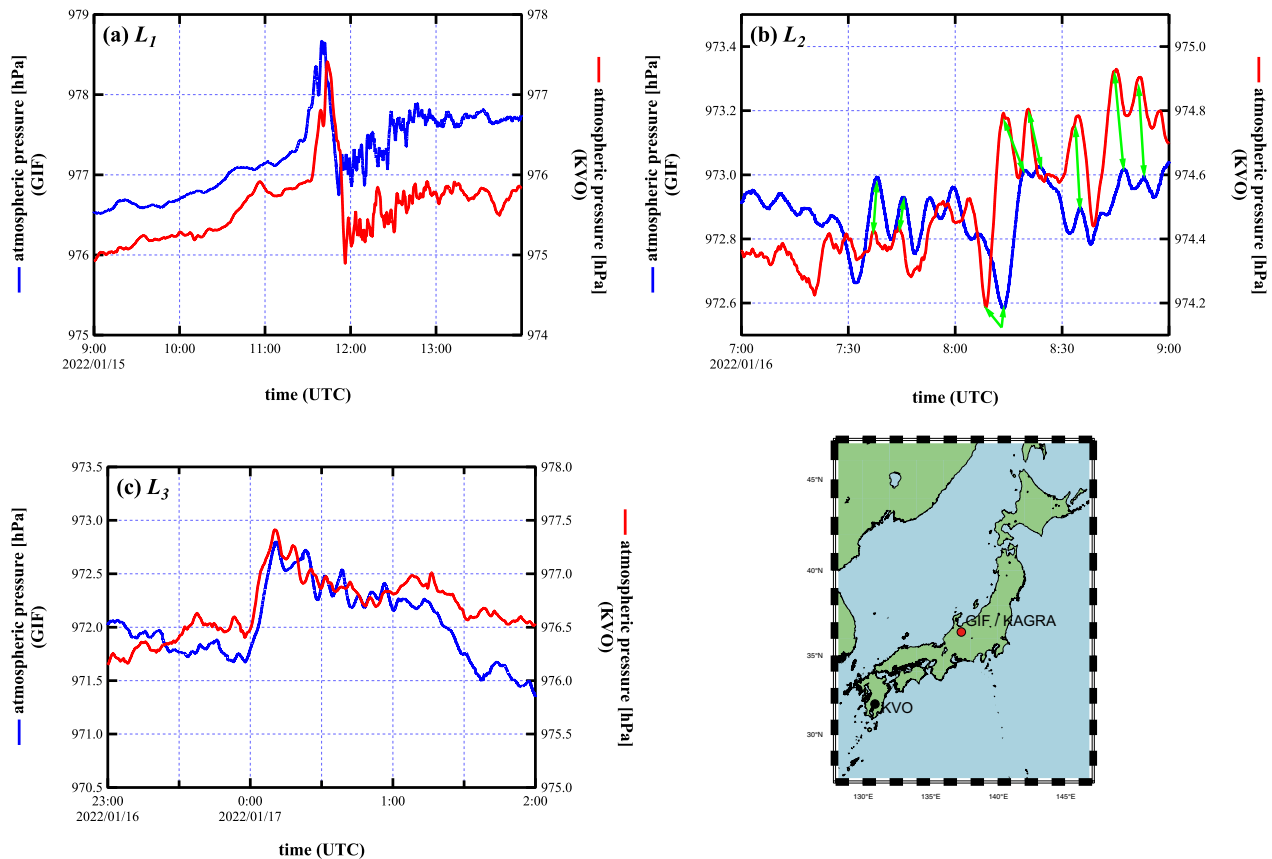 (a) L1
979
978
977
976
975
978
977
976
975
974
9:00
10:00
11:00
12:00
13:00
2022/01/15
time (UTC)
atmospheric pressure [hPa]
(GIF)
atmospheric pressure [hPa]
(KVO)
(b) L2
973.4
973.2
973.0
972.8
972.6
975.0
974.8
974.6
974.4
974.2
7:00
7:30
8:00
8:30
9:00
2022/01/16
time (UTC)
atmospheric pressure [hPa]
(GIF)
atmospheric pressure [hPa]
(KVO)
(c) L3
973.5
973.0
972.5
972.0
971.5
971.0
970.5
978.0
977.5
977.0
976.5
976.0
975.5
975.0
23:00
0:00
1:00
2:00
2022/01/16
2022/01/17
time (UTC)
atmospheric pressure [hPa]
(GIF)
atmospheric pressure [hPa]
(KVO)
45°N
40°N
35°N
30°N
130°E
135°E
140°E
145°E
GIF / KAGRA
KVO